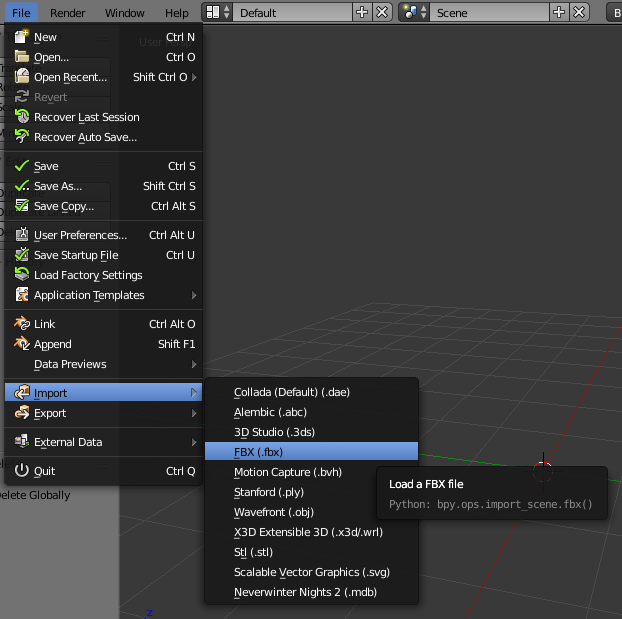 File Render Window Help Default Scene
New Ctrl N
Open... Ctrl O
Open Recent... Shift Ctrl O
Revert
Recover Last Session
Recover Auto Save...
Save Ctrl S
Save As... Shift Ctrl S
Save Copy... Ctrl Alt S
User Preferences... Ctrl Alt U
Save Startup File Ctrl U
Load Factory Settings
Application Templates
Link Ctrl Alt O
Append Shift F1
Data Previews
Import
Export
External Data
Quit Ctrl Q
elete Globally
Collada (Default) (.dae)
Alembic (.abc)
3D Studio (.3ds)
FBX (.fbx)
Motion Capture (.bvh)
Stanford (.ply)
Wavefront (.obj)
X3D Extensible 3D (.x3d/.wrl)
Stl (.stl)
Scalable Vector Graphics (.svg)
Neverwinter Nights 2 (.mdb)
Load a FBX file
Python: bpy.ops.import_scene.fbx()
z